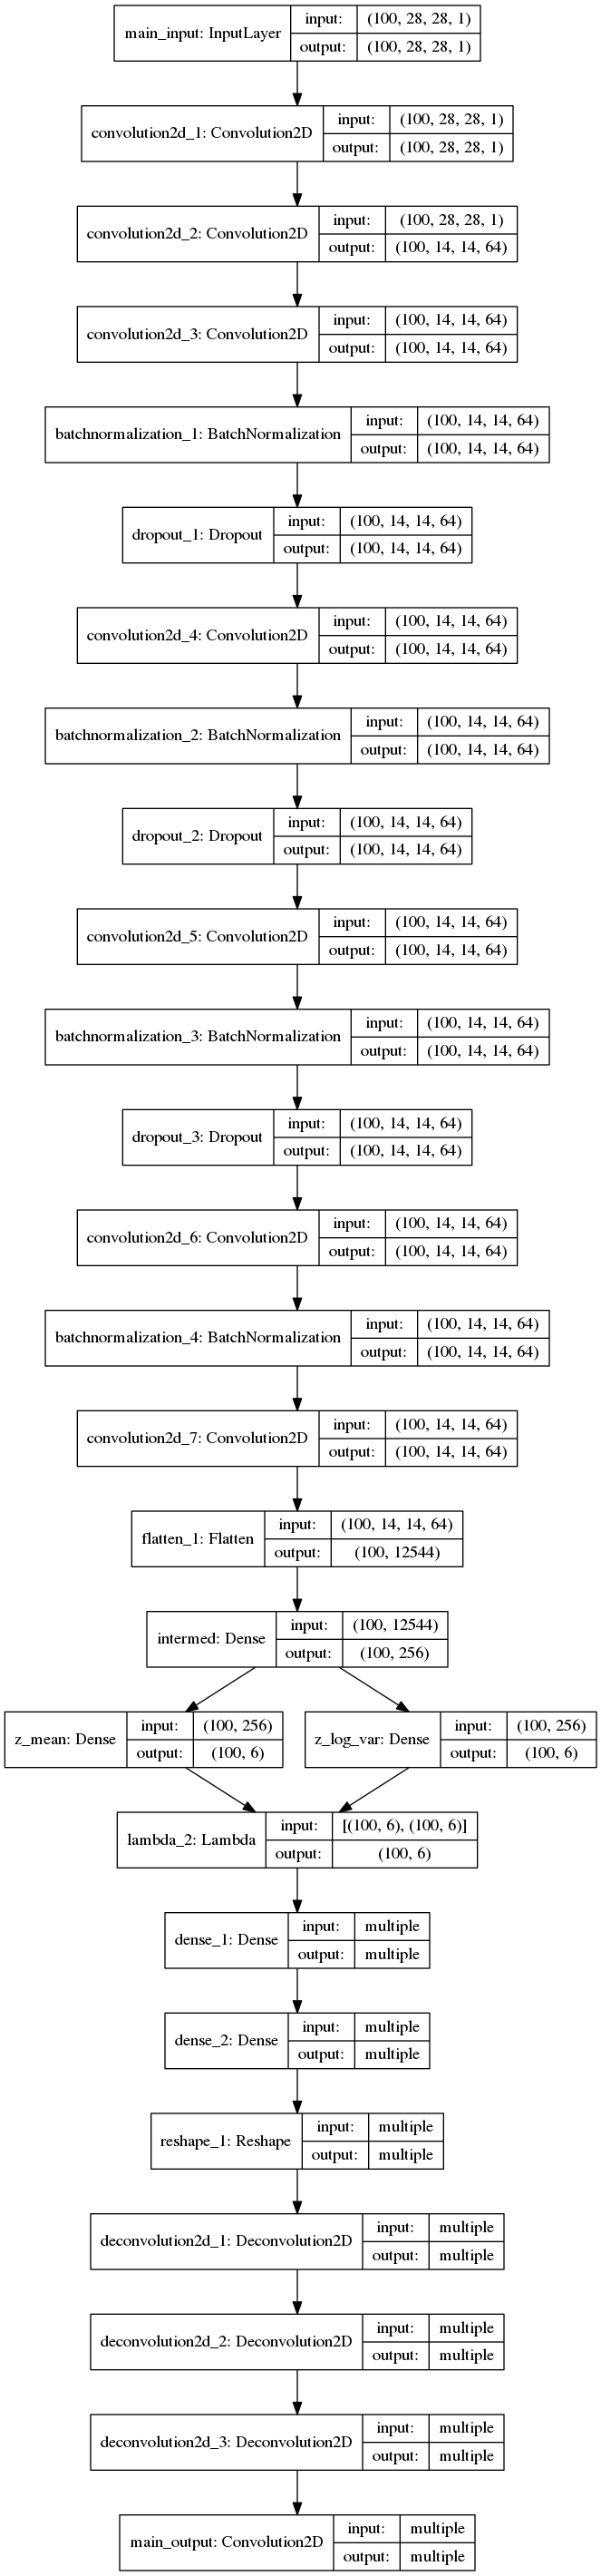 main_input: InputLayer input: (100, 28, 28, 1)
output: (100, 28, 28, 1)
convolution2d_1: Convolution2D input: (100, 28, 28, 1)
output: (100, 28, 28, 1)
convolution2d_2: Convolution2D input: (100, 28, 28, 1)
output: (100, 14, 14, 64)
convolution2d_3: Convolution2D input: (100, 14, 14, 64)
output: (100, 14, 14, 64)
batchnormalization_1: BatchNormalization input: (100, 14, 14, 64)
output: (100, 14, 14, 64)
dropout_1: Dropout input: (100, 14, 14, 64)
output: (100, 14, 14, 64)
convolution2d_4: Convolution2D input: (100, 14, 14, 64)
output: (100, 14, 14, 64)
batchnormalization_2: BatchNormalization input: (100, 14, 14, 64)
output: (100, 14, 14, 64)
dropout_2: Dropout input: (100, 14, 14, 64)
output: (100, 14, 14, 64)
convolution2d_5: Convolution2D input: (100, 14, 14, 64)
output: (100, 14, 14, 64)
batchnormalization_3: BatchNormalization input: (100, 14, 14, 64)
output: (100, 14, 14, 64)
dropout_3: Dropout input: (100, 14, 14, 64)
output: (100, 14, 14, 64)
convolution2d_6: Convolution2D input: (100, 14, 14, 64)
output: (100, 14, 14, 64)
batchnormalization_4: BatchNormalization input: (100, 14, 14, 64)
output: (100, 14, 14, 64)
convolution2d_7: Convolution2D input: (100, 14, 14, 64)
output: (100, 14, 14, 64)
flatten_1: Flatten input: (100, 14, 14, 64)
output: (100, 12544)
intermed: Dense input: (100, 12544)
output: (100, 256)
z_mean: Dense input: (100, 256)
output: (100, 6)
z_log_var: Dense input: (100, 256)
output: (100, 6)
lambda_2: Lambda input: [(100, 6), (100, 6)]
output: (100, 6)
dense_1: Dense input: multiple
output: multiple
dense_2: Dense input: multiple
output: multiple
reshape_1: Reshape input: multiple
output: multiple
deconvolution2d_1: Deconvolution2D input: multiple
output: multiple
deconvolution2d_2: Deconvolution2D input: multiple
output: multiple
deconvolution2d_3: Deconvolution2D input: multiple
output: multiple
main_output: Convolution2D input: multiple
output: multiple